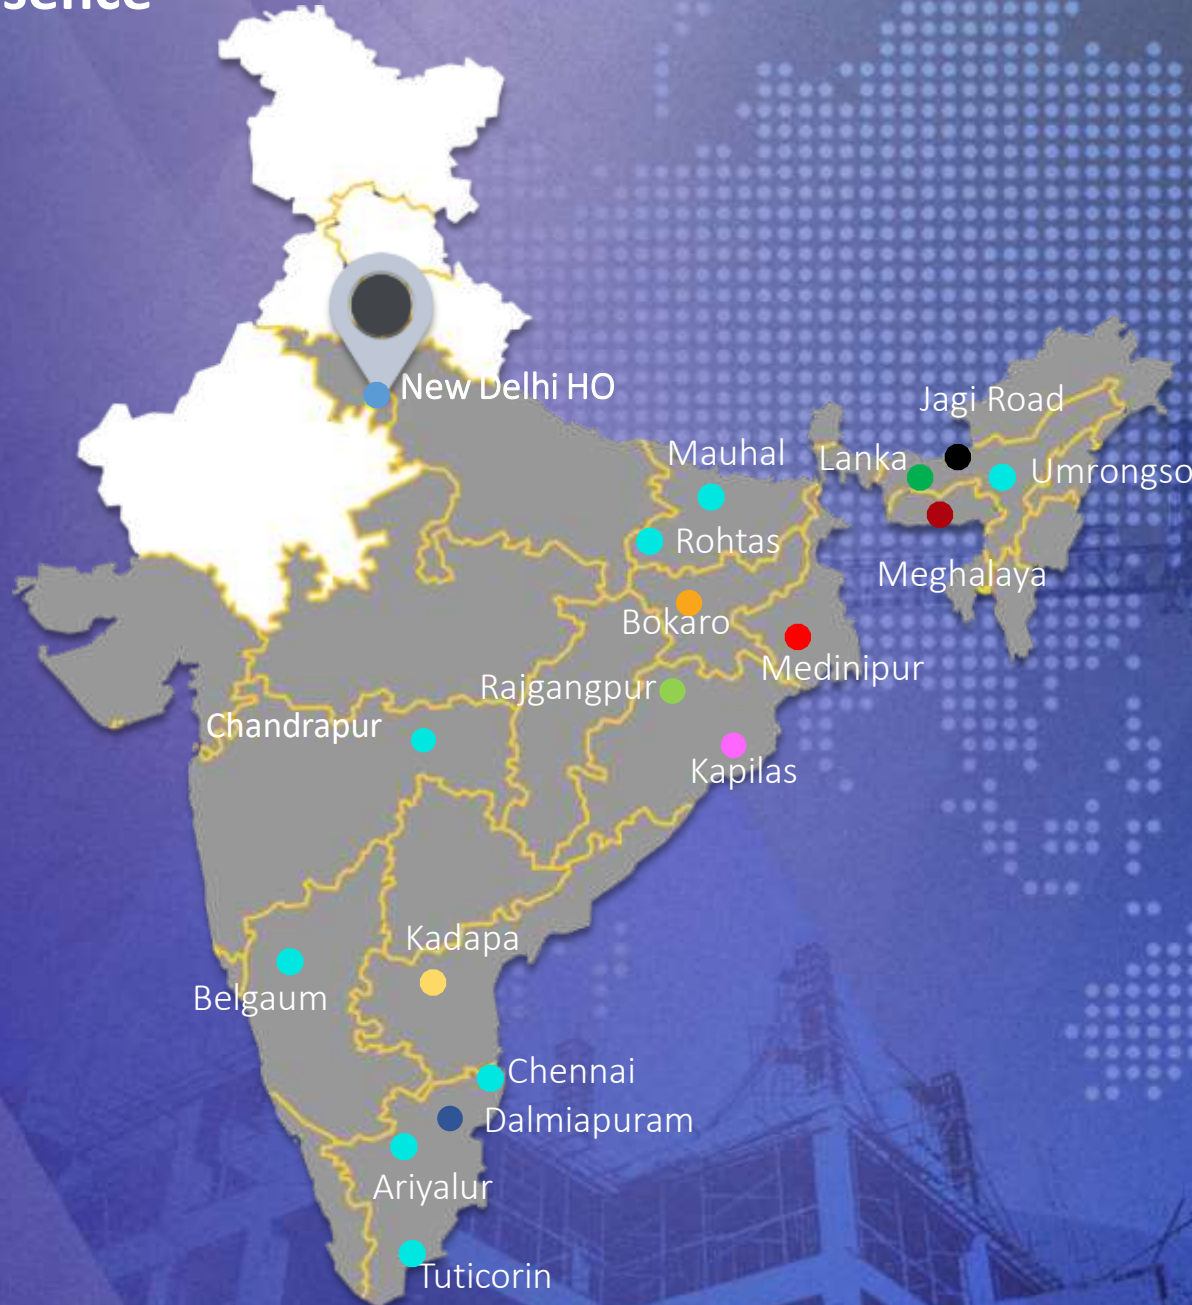 New Delhi HO
Jagi Road
Mauhal
Lanka
Umrongso
Rohtas
Meghalaya
Bokaro
Medinipur
Rajgangpur
Chandrapur
Kapilas
Kadapa
Belgaum
Chennai
Dalmiapuram
Ariyalur
Tuticorin